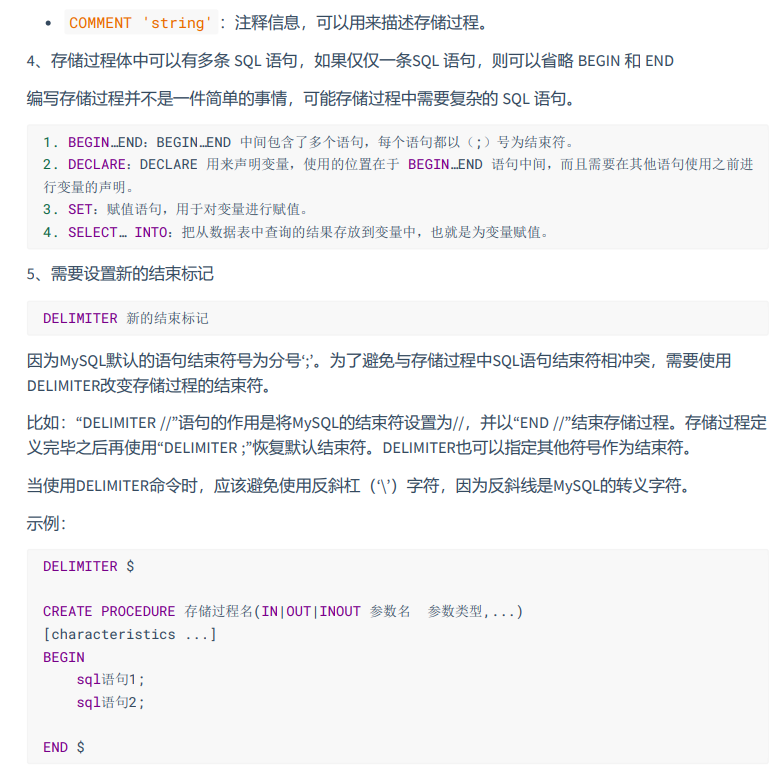 • COMMENT 'string' ：注释信息，可以用来描述存储过程。
4、存储过程体中可以有多条 SQL 语句，如果仅仅一条SQL 语句，则可以省略 BEGIN 和 END
编写存储过程并不是一件简单的事情，可能存储过程中需要复杂的 SQL 语句。
1. BEGIN…END：BEGIN…END 中间包含了多个语句，每个语句都以（;）号为结束符。
2. DECLARE：DECLARE 用来声明变量，使用的位置在于 BEGIN…END 语句中间，而且需要在其他语句使用之前进
行变量的声明。
3. SET：赋值语句，用于对变量进行赋值。
4. SELECT… INTO：把从数据表中查询的结果存放到变量中，也就是为变量赋值。
5、需要设置新的结束标记
DELIMITER 新的结束标记
因为MySQL默认的语句结束符号为分号‘;’。为了避免与存储过程中SQL语句结束符相冲突，需要使用
DELIMITER改变存储过程的结束符。
比如：“DELIMITER //”语句的作用是将MySQL的结束符设置为//，并以“END //”结束存储过程。存储过程定
义完毕之后再使用“DELIMITER ;”恢复默认结束符。DELIMITER也可以指定其他符号作为结束符。
当使用DELIMITER命令时，应该避免使用反斜杠（‘\’）字符，因为反斜线是MySQL的转义字符。
示例：
DELIMITER $
CREATE PROCEDURE 存储过程名(IN|OUT|INOUT 参数名  参数类型,...)
[characteristics ...]
BEGIN
    sql语句1;
    sql语句2;
END $